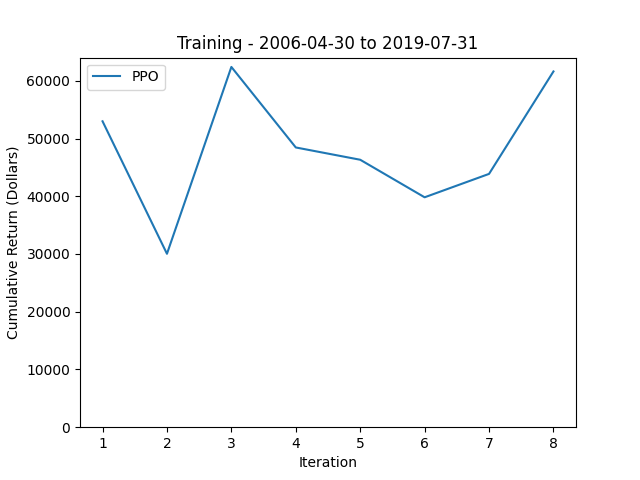 Training - 2006-04-30 to 2019-07-31
PPO
Cumulative Return (Dollars)
60000
50000
40000
30000
20000
10000
0
1 2 3 4 5 6 7 8
Iteration